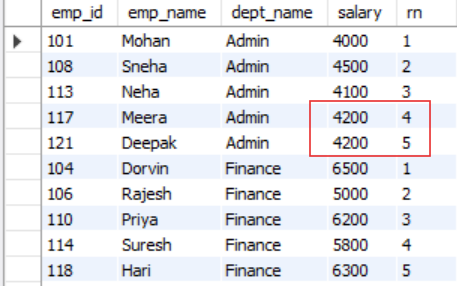 emp_id emp_name dept_name salary rn
101 Mohan Admin 4000 1
108 Sneha Admin 4500 2
113 Neha Admin 4100 3
117 Meera Admin 4200 4
121 Deepak Admin 4200 5
104 Dorvin Finance 6500 1
106 Rajesh Finance 5000 2
110 Priya Finance 6200 3
114 Suresh Finance 5800 4
118 Hari Finance 6300 5